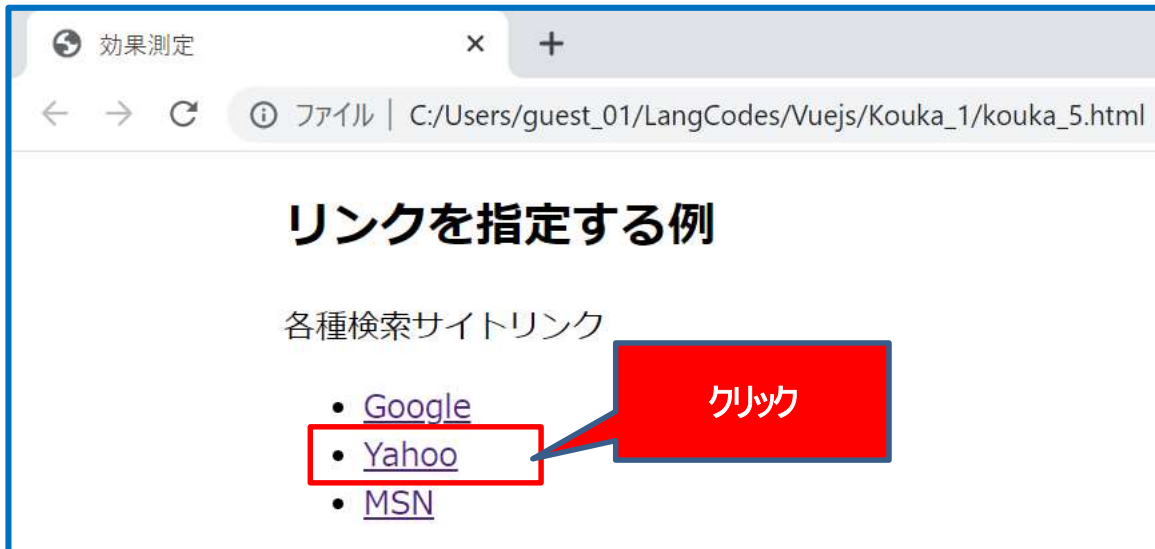 効果測定
ファイル | C:/Users/guest_01/LangCodes/Vuejs/Kouka_1/kouka_5.html
リンクを指定する例
各種検索サイトリンク
クリック
• Google
• Yahoo
• MSN